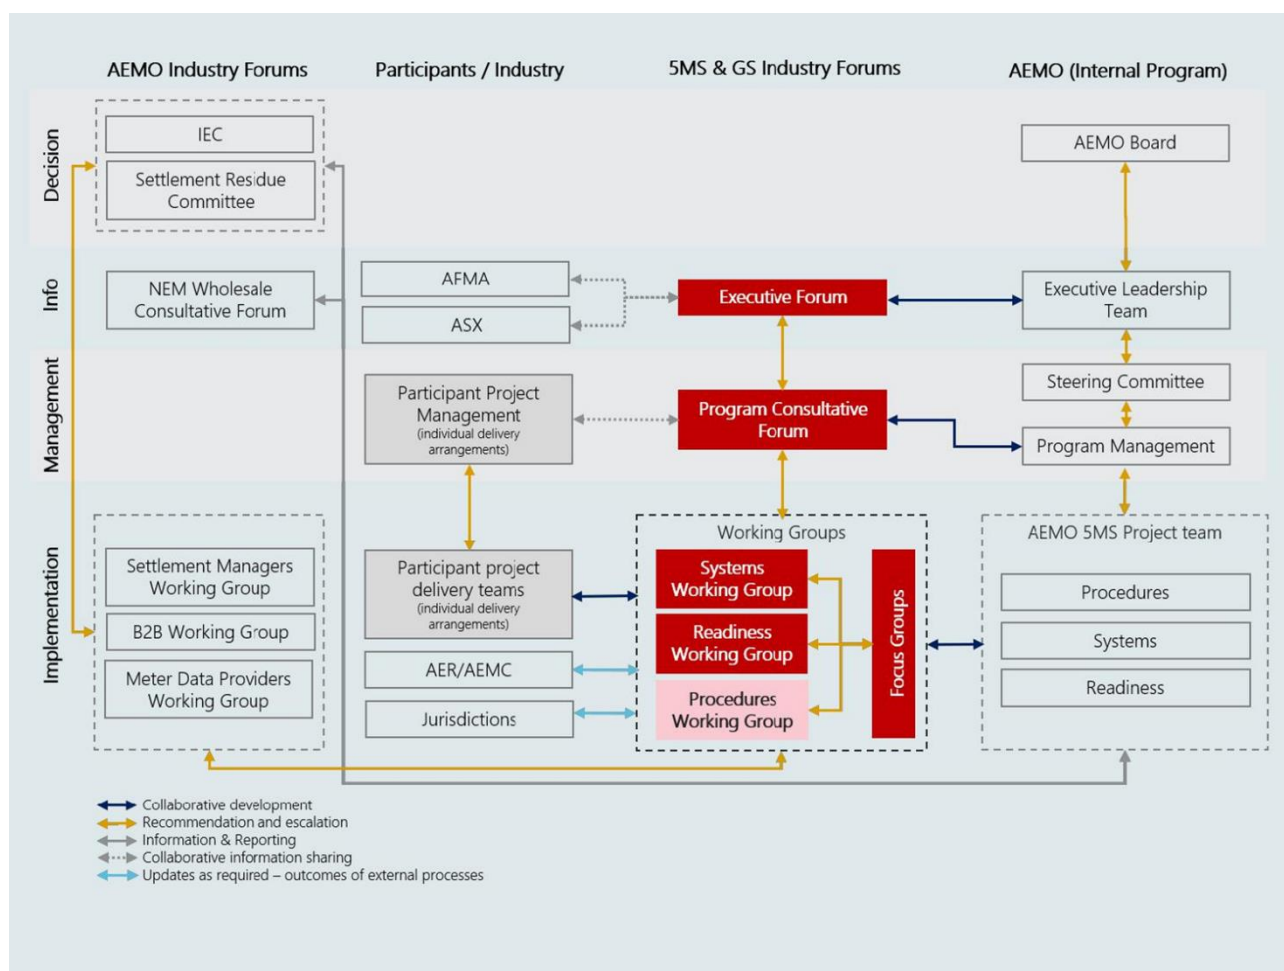 AEMO Industry Forums
Participants / Industry
5MS & GS Industry Forums
AEMO (Internal Program)
Decision
IEC
Settlement Residue
Committee
AEMO Board
Info
NEM Wholesale
Consultative Forum
AFMA
ASX
Executive Forum
Executive Leadership
Team
Management
Participant Project
Management
(individual delivery
arrangements)
Program Consultative
Forum
Steering Committee
Program Management
Implementation
Settlement Managers
Working Group
B2B Working Group
Meter Data Providers
Working Group
Participant project
delivery teams
(individual delivery
arrangements)
AER/AEMC
Jurisdictions
Working Groups
Systems
Working Group
Readiness
Working Group
Procedures
Working Group
Focus Groups
AEMO 5MS Project team
Procedures
Systems
Readiness
Collaborative development
Recommendation and escalation
Information & Reporting
Collaborative information sharing
Updates as required – outcomes of external processes